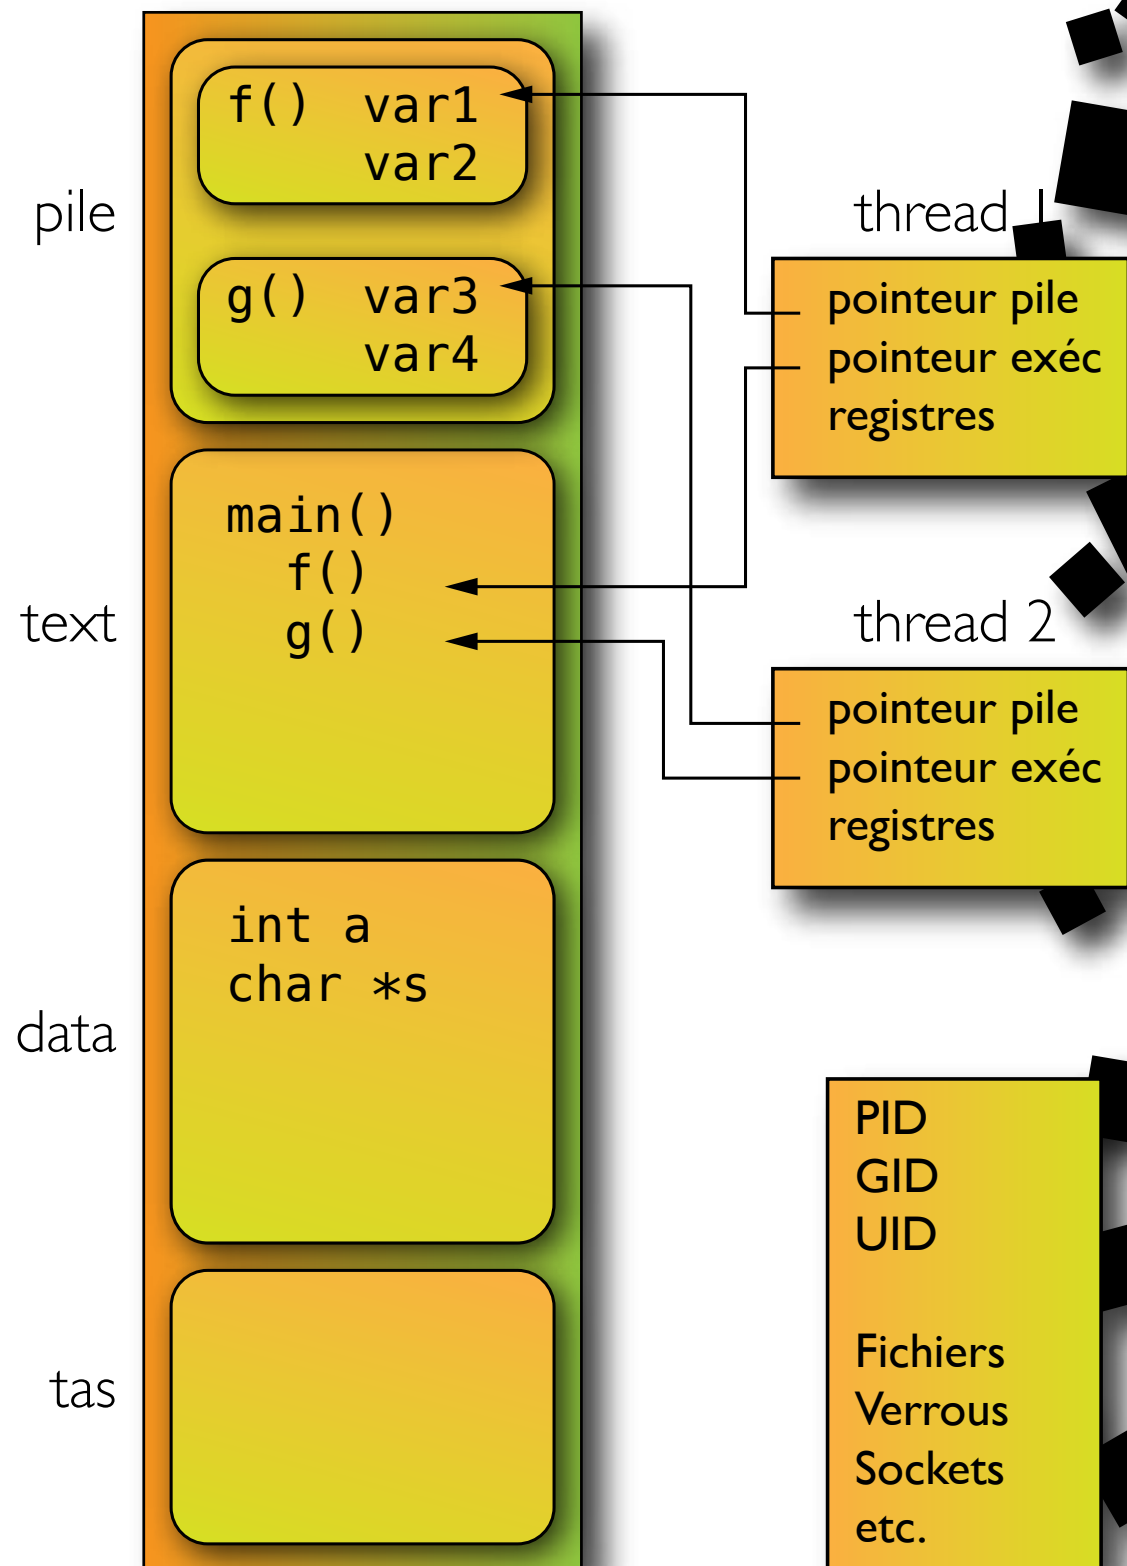 pile
f() var1
var2
g() var3
var4
text
main()
f()
g()
data
int a
char *s
tas
thread 1
pointeur pile
pointeur exéc
registres
thread 2
pointeur pile
pointeur exéc
registres
PID
GID
UID
Fichiers
Verrous
Sockets
etc.